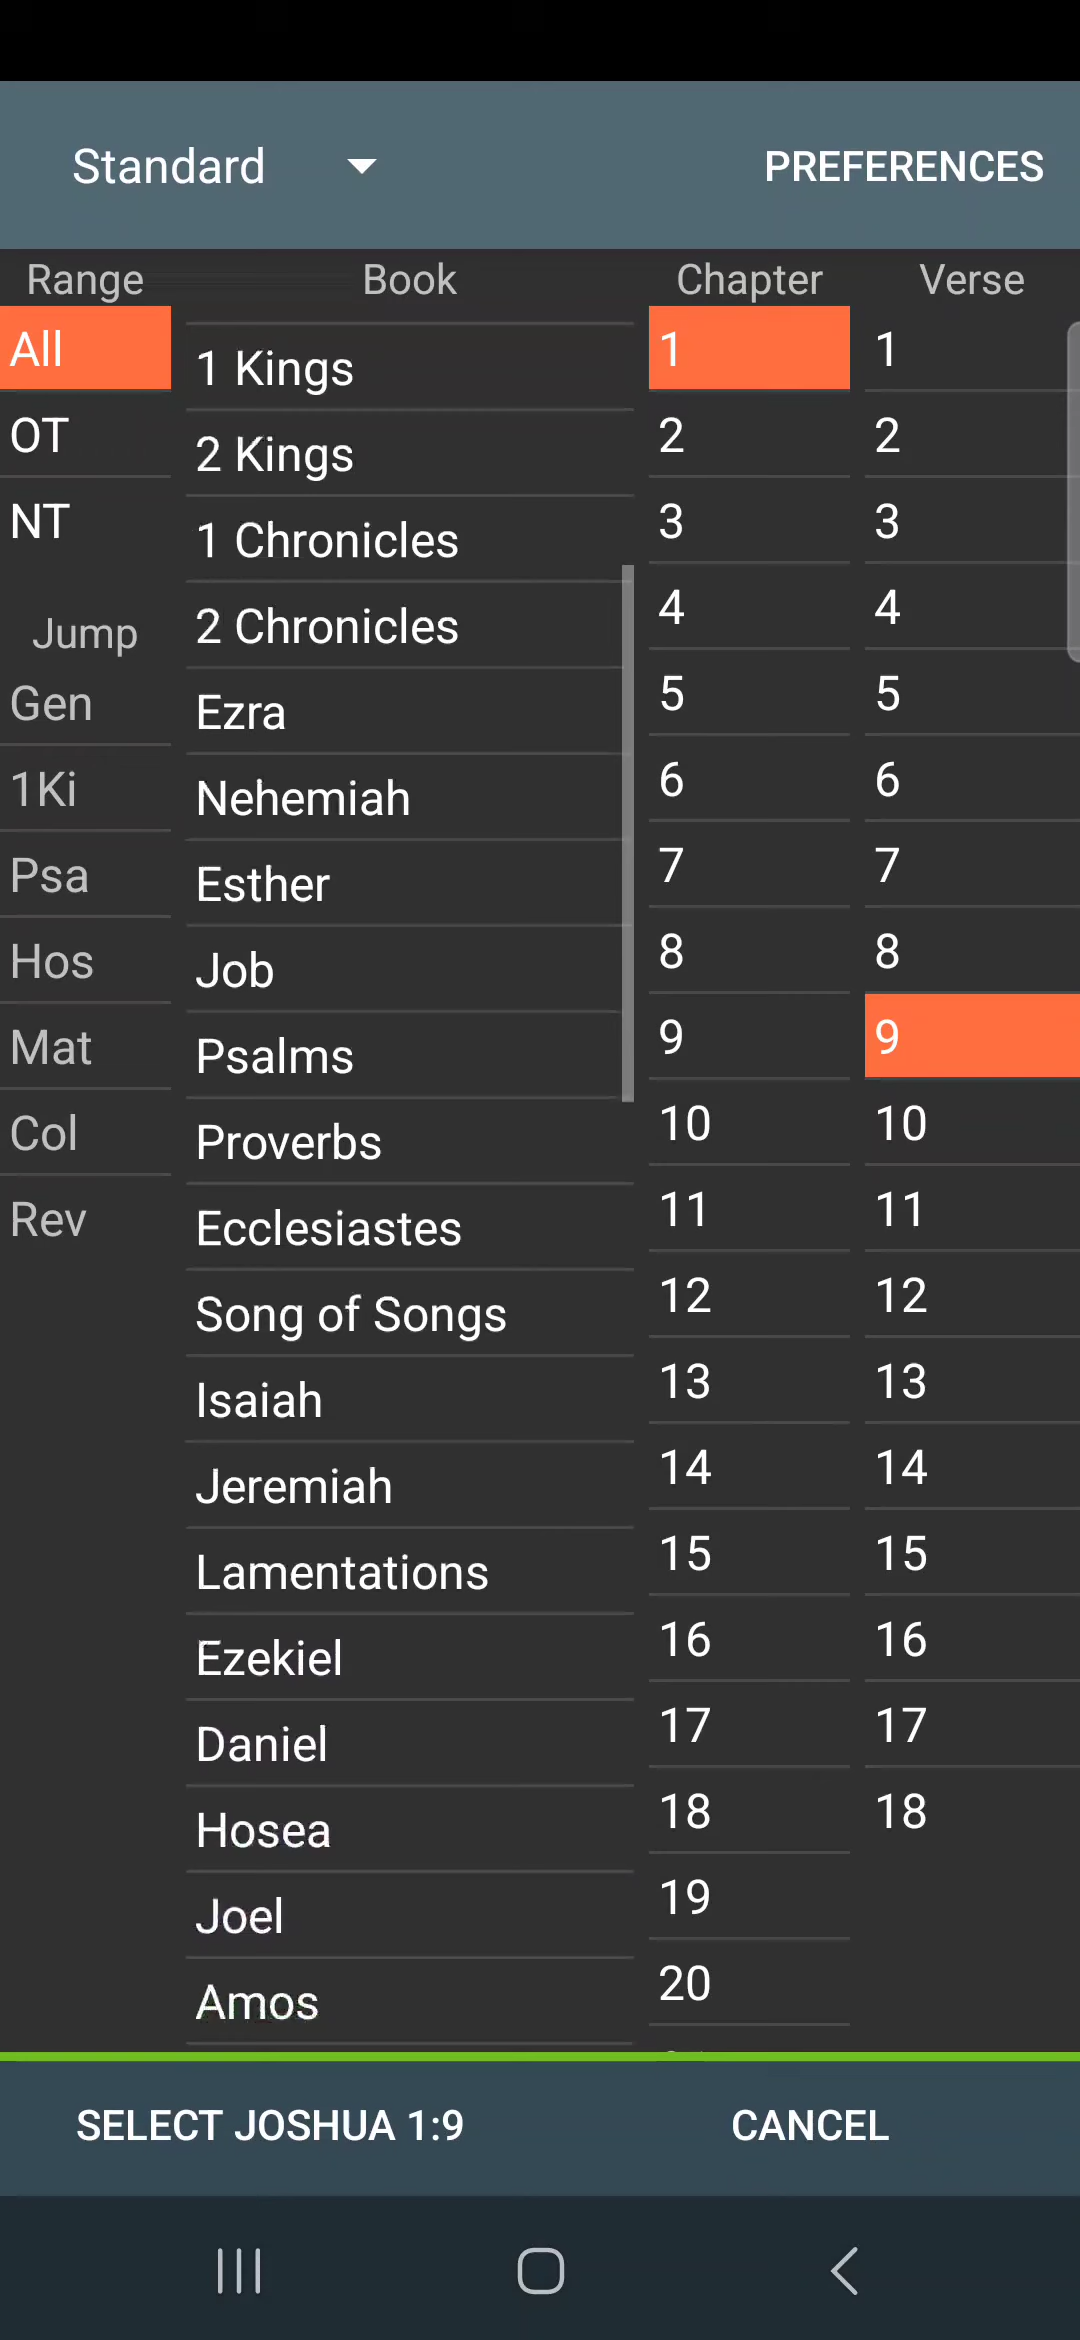 Standard
PREFERENCES
Range
Book
Chapter
Verse
All
OT
NT
Jump
Gen
1Ki
Psa
Hos
Mat
Col
Rev
1 Kings
2 Kings
1 Chronicles
2 Chronicles
Ezra
Nehemiah
Esther
Job
Psalms
Proverbs
Ecclesiastes
Song of Songs
Isaiah
Jeremiah
Lamentations
Ezekiel
Daniel
Hosea
Joel
Amos
1
2
3
4
5
6
7
8
9
10
11
12
13
14
15
16
17
18
19
20
1
2
3
4
5
6
7
8
9
10
11
12
13
14
15
16
17
18
SELECT JOSHUA 1:9
CANCEL